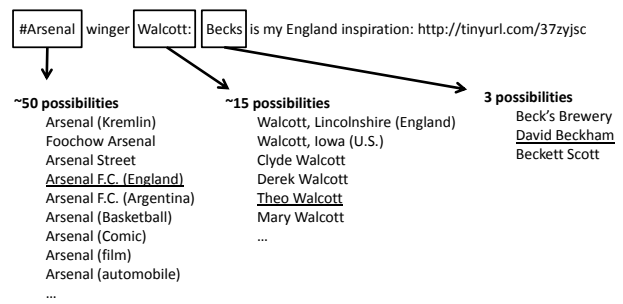 #Arsenal winger Walcott: Becks is my England inspiration: http://tinyurl.com/37zyjsc
~50 possibilities
Arsenal (Kremlin)
Foochow Arsenal
Arsenal Street
Arsenal F.C. (England)
Arsenal F.C. (Argentina)
Arsenal (Basketball)
Arsenal (Comic)
Arsenal (film)
Arsenal (automobile)
...
~15 possibilities
Walcott, Lincolnshire (England)
Walcott, Iowa (U.S.)
Clyde Walcott
Derek Walcott
Theo Walcott
Mary Walcott
...
3 possibilities
Beck's Brewery
David Beckham
Beckett Scott